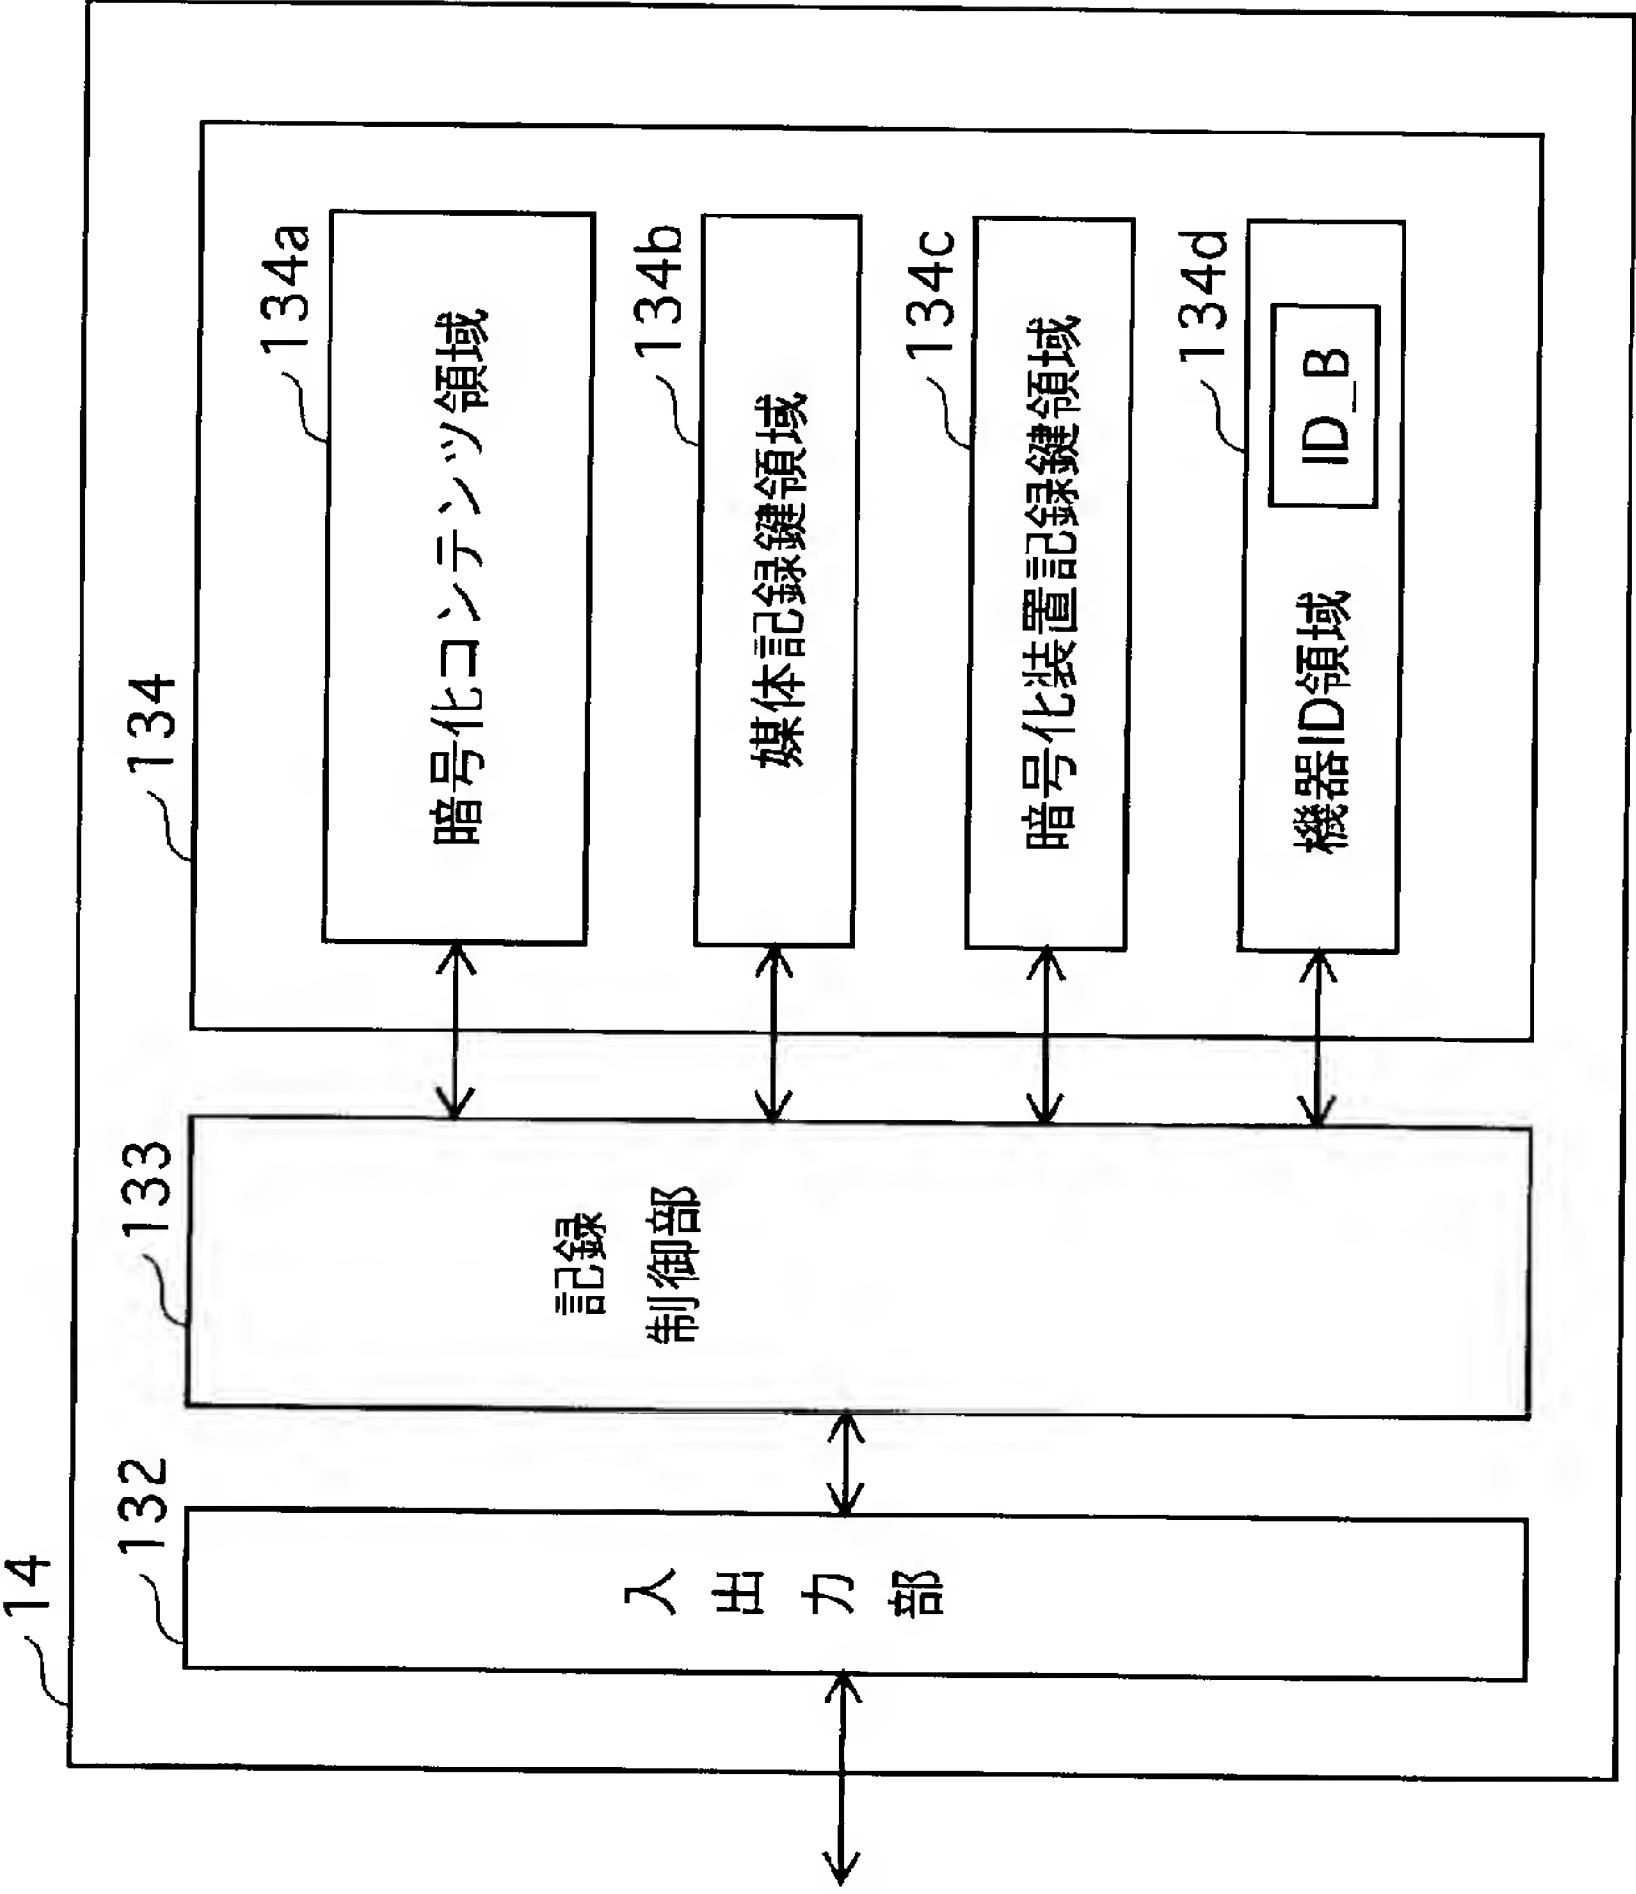 14
132
入出力部
133
記録
制御部
134
134a
暗号化コンテンツ領域
134b
媒体記録鍵領域
134c
暗号化装置記録鍵領域
134d
機器ID領域
ID_B